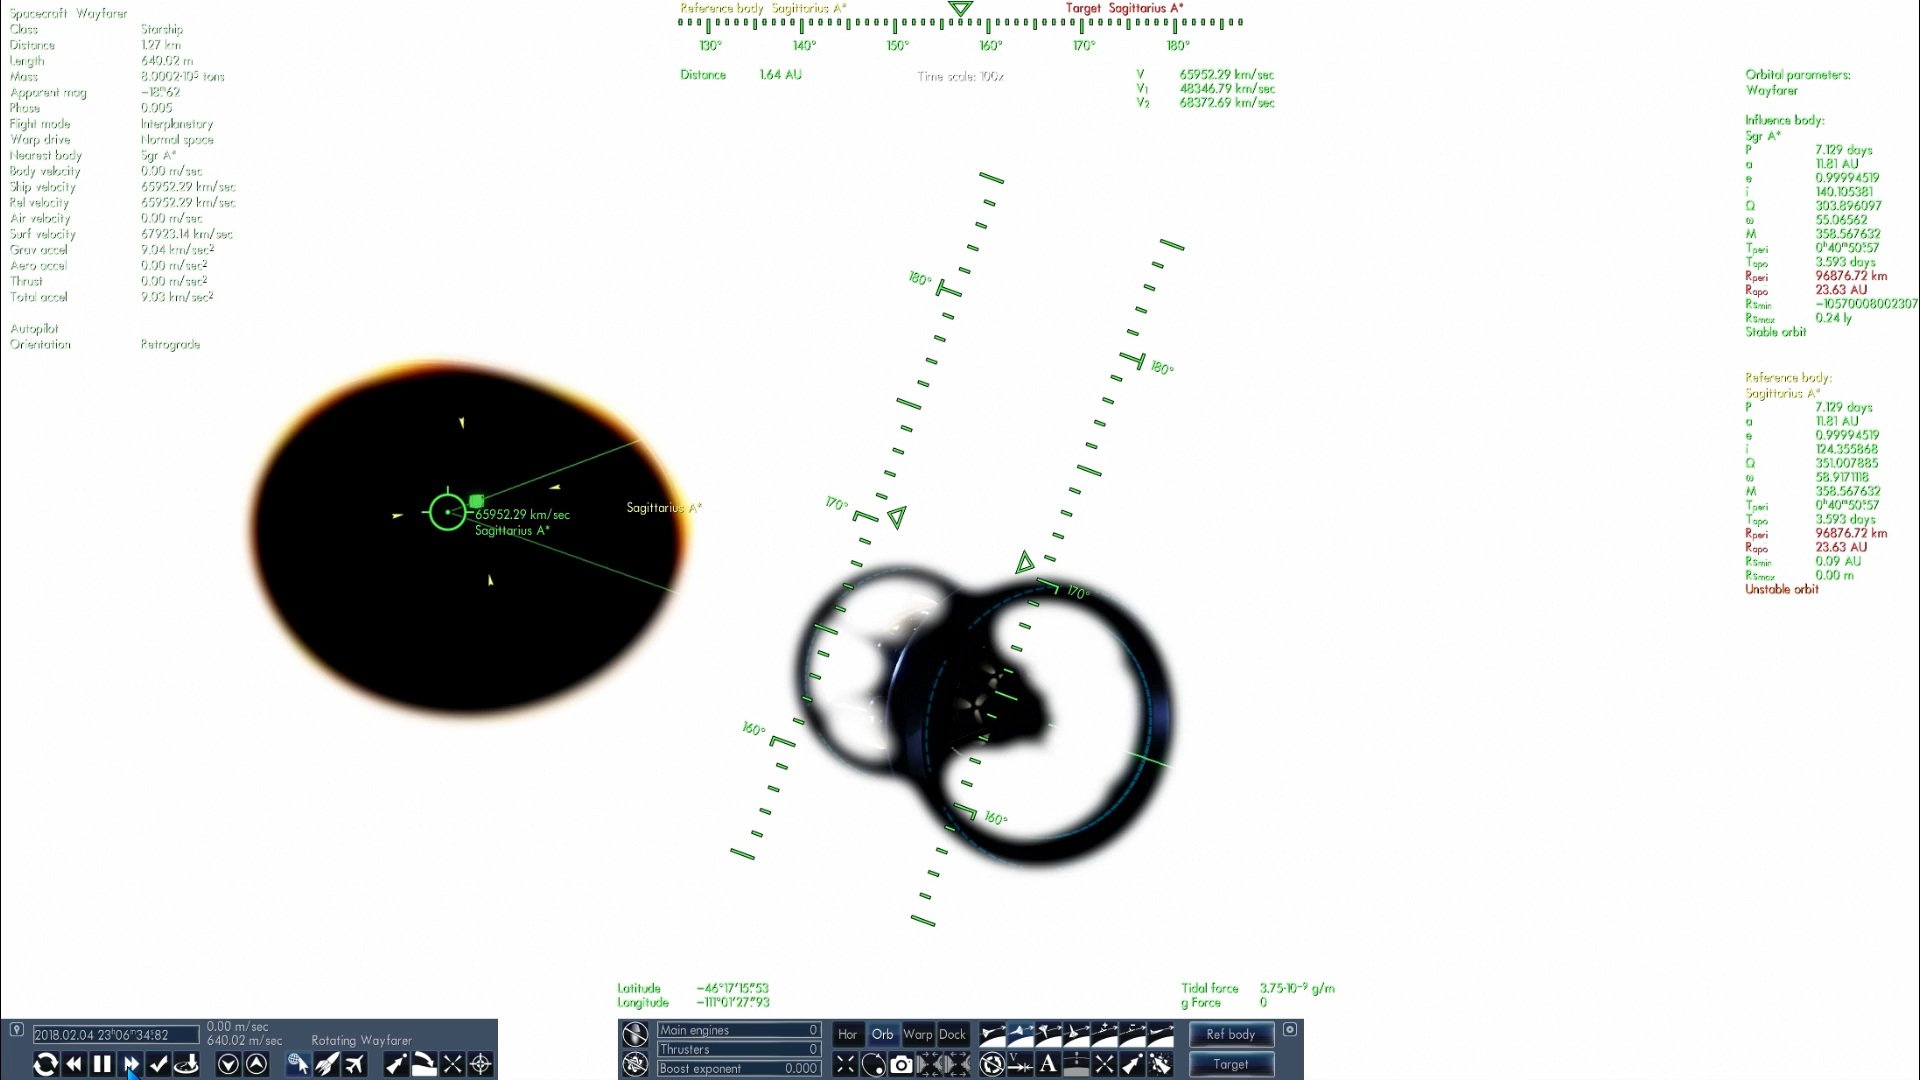 Spacecraft Wayfarer
Class Starship
Distance 1.27 km
Length 640.02 m
Mass 8.0002·10⁵ tons
Apparent mag −18ᵐ62
Phase 0.005
Flight mode Interplanetary
Warp drive Normal space
Nearest body Sgr A*
Body velocity 0.00 m/sec
Ship velocity 65952.29 km/sec
Rel velocity 65952.29 km/sec
Air velocity 0.00 m/sec
Surf velocity 67923.14 km/sec
Grav accel 9.04 km/sec²
Aero accel 0.00 m/sec²
Thrust 0.00 m/sec²
Total accel 9.03 km/sec²
Autopilot
Orientation Retrograde
Reference body Sagittarius A* Target Sagittarius A*
130° 140° 150° 160° 170° 180°
Distance 1.64 AU Time scale: 100x
V 65952.29 km/sec
V₁ 48346.79 km/sec
V₂ 68372.69 km/sec
Orbital parameters:
Wayfarer
Influence body:
Sgr A*
P 7.129 days
a 11.81 AU
e 0.99994519
i 140.105381
Ω 303.896097
ω 55.06562
M 358.567632
Tperi 0ʰ40ᵐ50ˢ57
Tapo 3.593 days
Rperi 96876.72 km
Rapo 23.63 AU
Rsmin −10570008002307
Rsmax 0.24 ly
Stable orbit
Reference body:
Sagittarius A*
P 7.129 days
a 11.81 AU
e 0.99994519
i 124.355868
Ω 351.007885
ω 58.9171118
M 358.567632
Tperi 0ʰ40ᵐ50ˢ57
Tapo 3.593 days
Rperi 96876.72 km
Rapo 23.63 AU
Rsmin 0.09 AU
Rsmax 0.00 m
Unstable orbit
180°
180°
170°
Sagittarius A*
65952.29 km/sec
Sagittarius A*
170°
160°
160°
Latitude −46°17'15."53
Longitude −111°01'27."93
Tidal force 3.75·10⁻⁹ g/m
g Force 0
2018.02.04 23ʰ06ᵐ34ˢ82
0.00 m/sec
640.02 m/sec
Rotating Wayfarer
Main engines 0
Thrusters 0
Boost exponent 0.000
Hor Orb Warp Dock
A
Ref body
Target